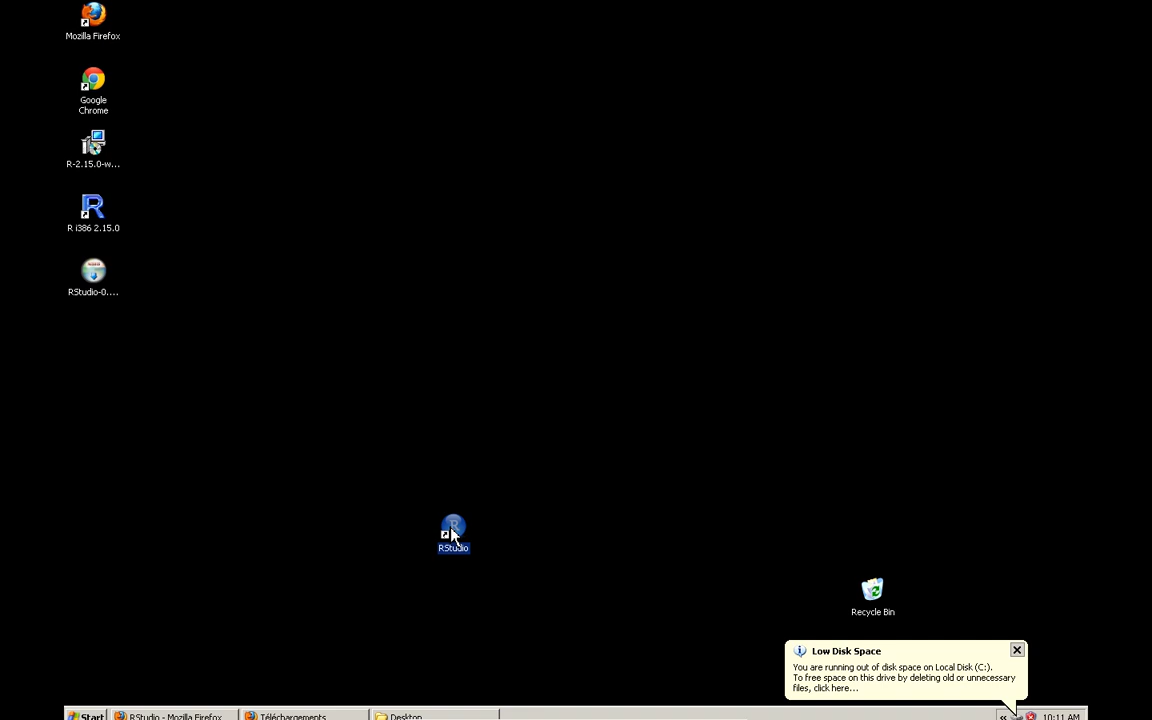 Mozilla Firefox
Google
Chrome
R-2.15.0-w...
R i386 2.15.0
RStudio-0....
RStudio
Recycle Bin
Low Disk Space
You are running out of disk space on Local Disk (C:).
To free space on this drive by deleting old or unnecessary
files, click here...
Start
RStudio - Mozilla Firefox
Téléchargements
Desktop
10:11 AM